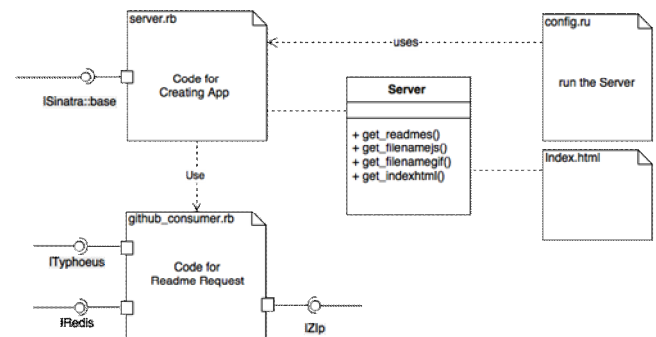 server.rb
config.ru
uses
Code for
Creating App
run the Server
ISinatra::base
Server
+ get_readmes()
+ get_filenamejs()
+ get_filenamegif()
+ get_indexhtml()
Index.html
Use
github_consumer.rb
ITyphoeus
Code for
Readme Request
IRedis
IZip